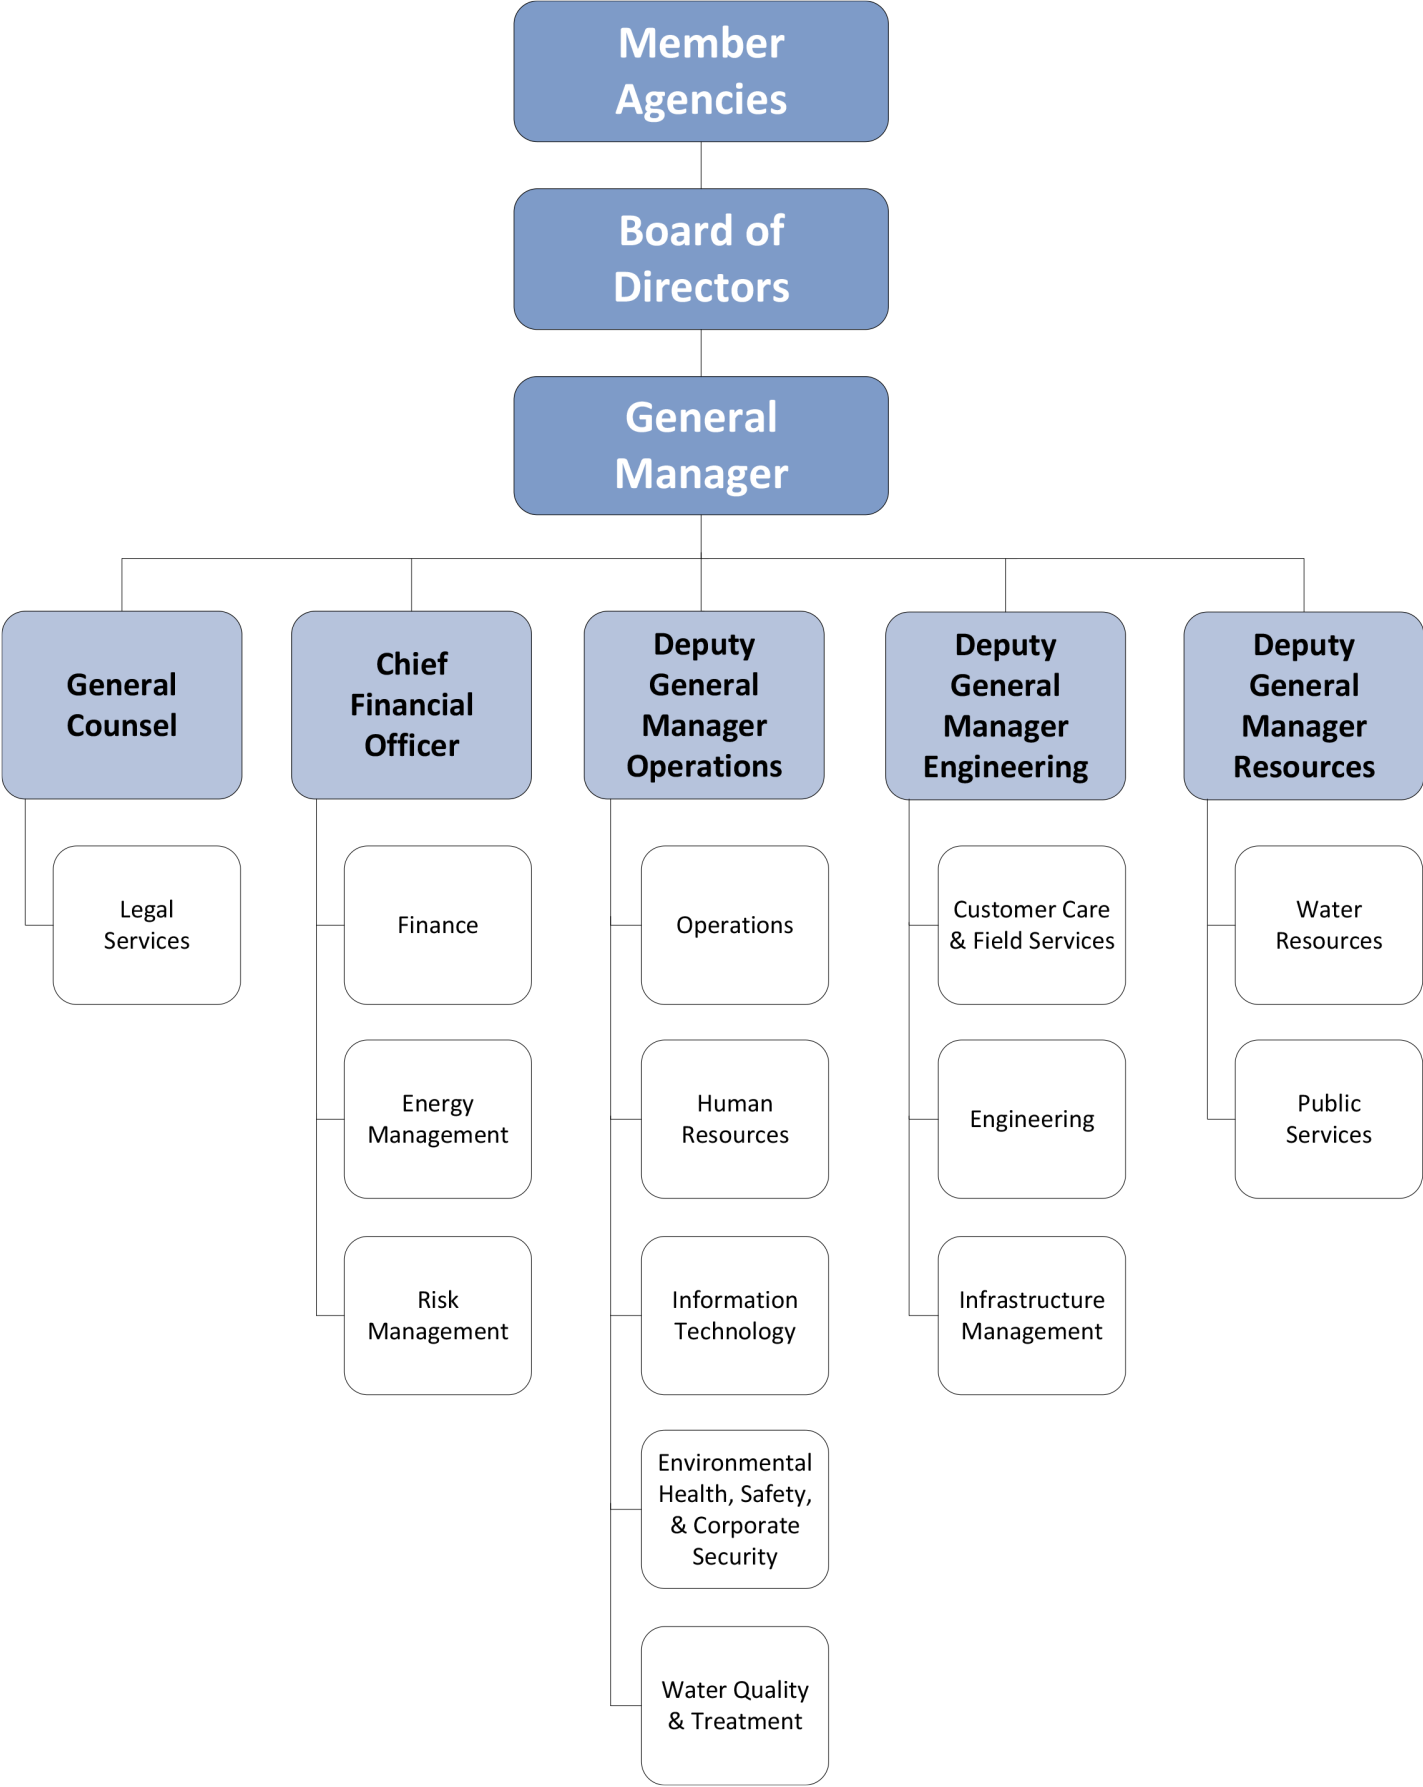 Member
Agencies
Board of
Directors
General
Manager
General
Counsel
Chief
Financial
Officer
Deputy
General
Manager
Operations
Deputy
General
Manager
Engineering
Deputy
General
Manager
Resources
Legal
Services
Finance
Energy
Management
Risk
Management
Operations
Human
Resources
Information
Technology
Environmental
Health, Safety,
& Corporate
Security
Water Quality
& Treatment
Customer Care
& Field Services
Engineering
Infrastructure
Management
Water
Resources
Public
Services